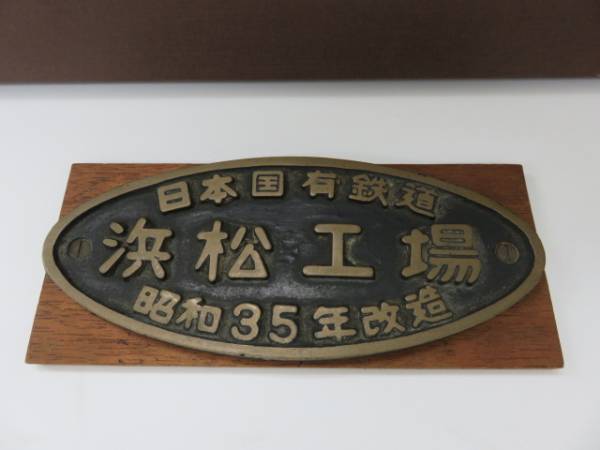 日本国有鉄道
浜松工場
昭和35年改造